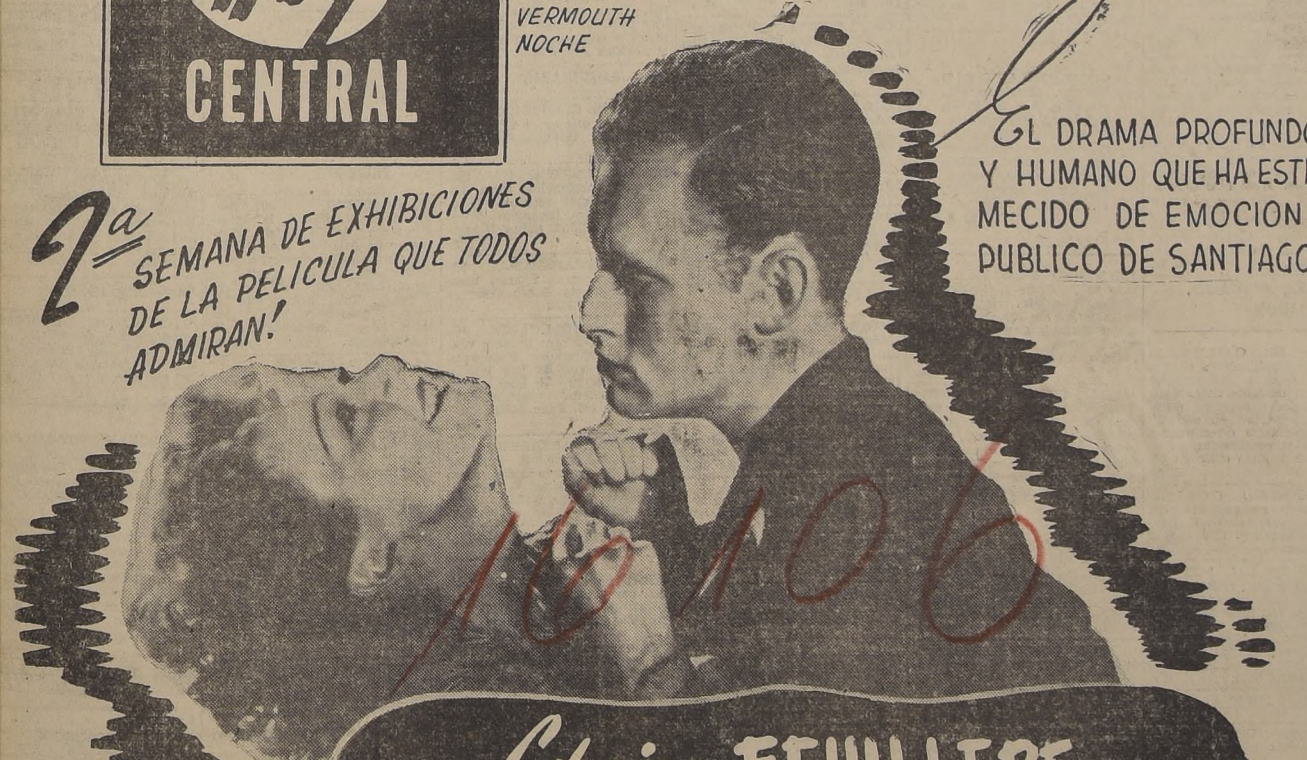 VERMOUTH
NOCHE
CENTRAL
2ª
SEMANA DE EXHIBICIONES
DE LA PELICULA QUE TODOS
ADMIRAN!
EL DRAMA PROFUNDO
Y HUMANO QUE HA ESTRE
MECIDO DE EMOCION
PUBLICO DE SANTIAGO
16106